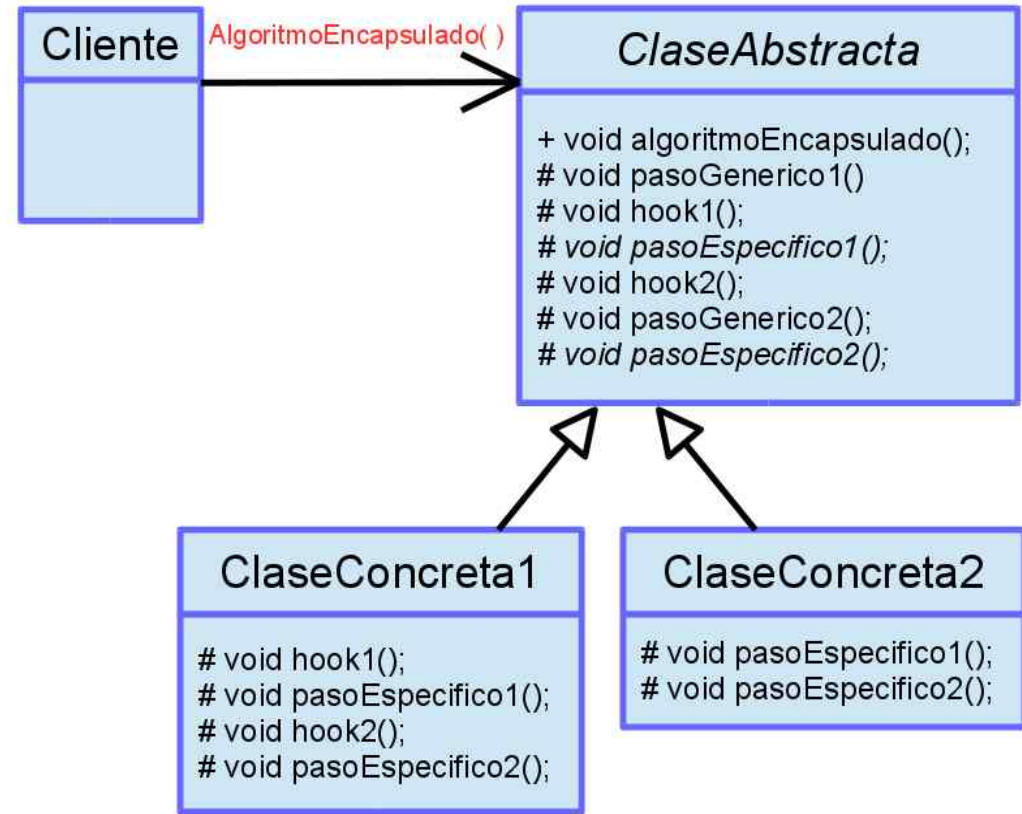 Cliente
AlgoritmoEncapsulado( )
ClaseAbstracta
+ void algoritmoEncapsulado();
# void pasoGenerico1()
# void hook1();
# void pasoEspecifico1();
# void hook2();
# void pasoGenerico2();
# void pasoEspecifico2();
ClaseConcreta1
# void hook1();
# void pasoEspecifico1();
# void hook2();
# void pasoEspecifico2();
ClaseConcreta2
# void pasoEspecifico1();
# void pasoEspecifico2();